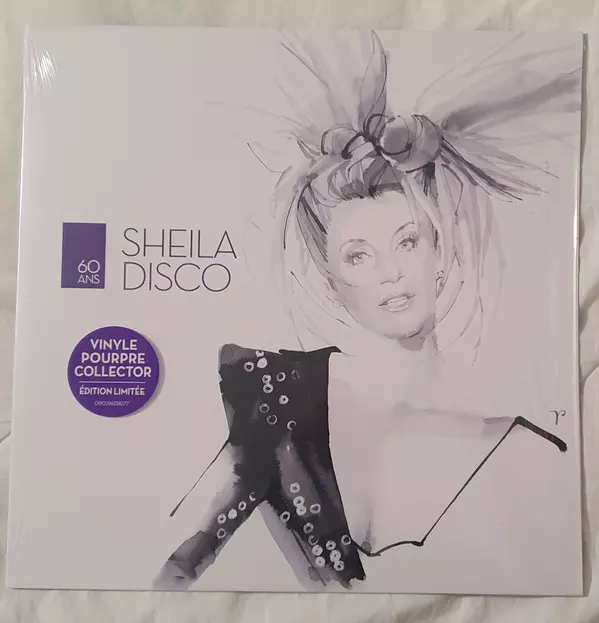 60
ANS
SHEILA
DISCO
VINYLE
POURPRE
COLLECTOR
ÉDITION LIMITÉE